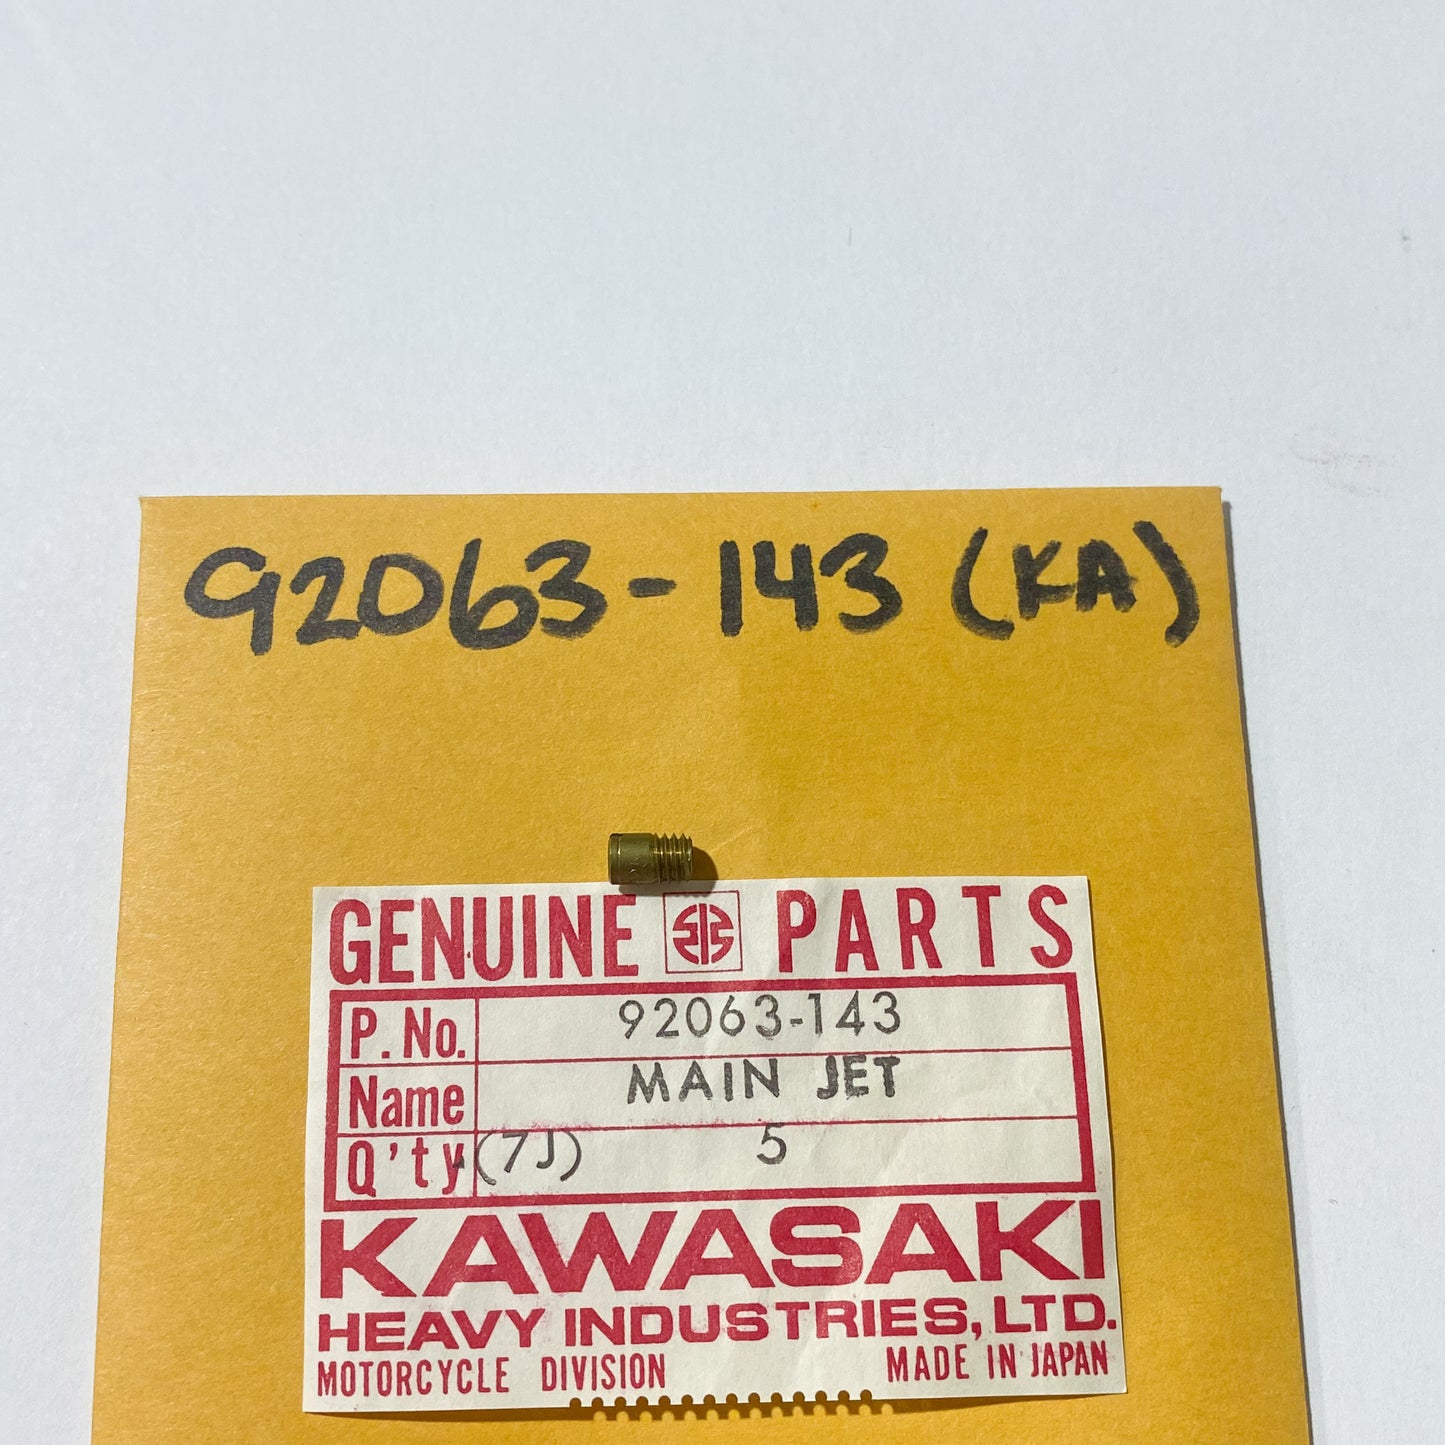 92063-143 (KA)
GENUINE PARTS
P. No. 92063-143
Name MAIN JET
Q'ty (7J) 5
KAWASAKI
HEAVY INDUSTRIES, LTD.
MOTORCYCLE DIVISION MADE IN JAPAN